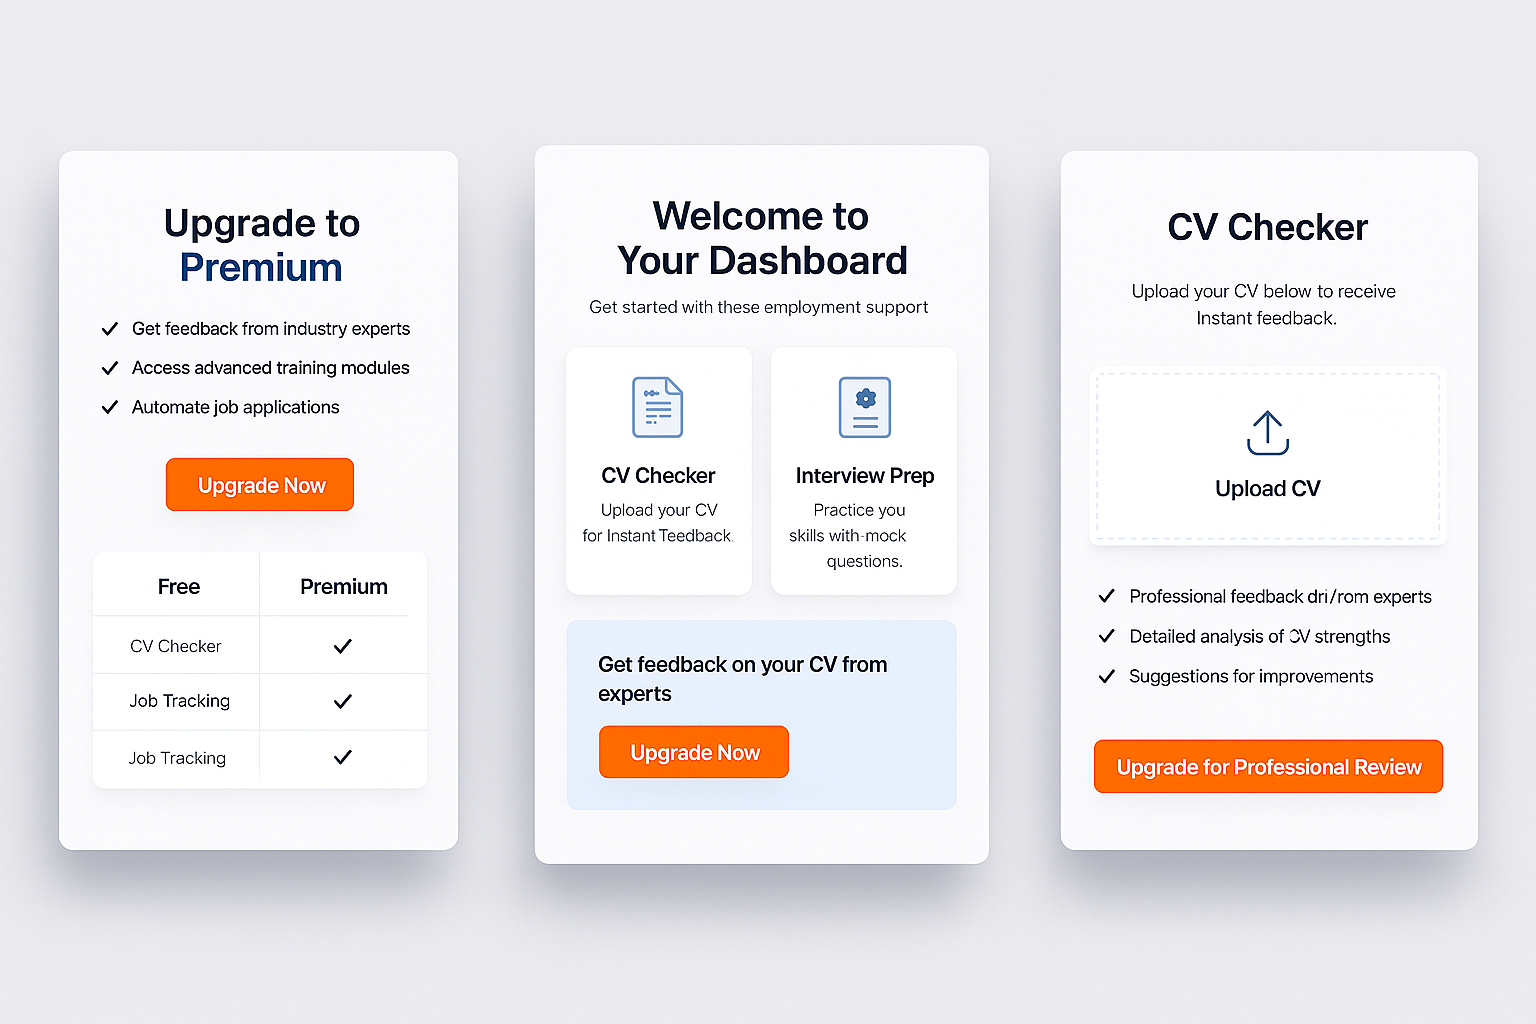 Upgrade to
Premium
Get feedback from industry experts
Access advanced training modules
Automate job applications
Upgrade Now
Free Premium
CV Checker
Job Tracking
Job Tracking
Welcome to
Your Dashboard
Get started with these employment support
CV Checker
Upload your CV
for Instant Teedback.
Interview Prep
Practice you
skills with-mock
questions.
Get feedback on your CV from
experts
Upgrade Now
CV Checker
Upload your CV below to receive
Instant feedback.
Upload CV
Professional feedback dri/rom experts
Detailed analysis of CV strengths
Suggestions for improvements
Upgrade for Professional Review